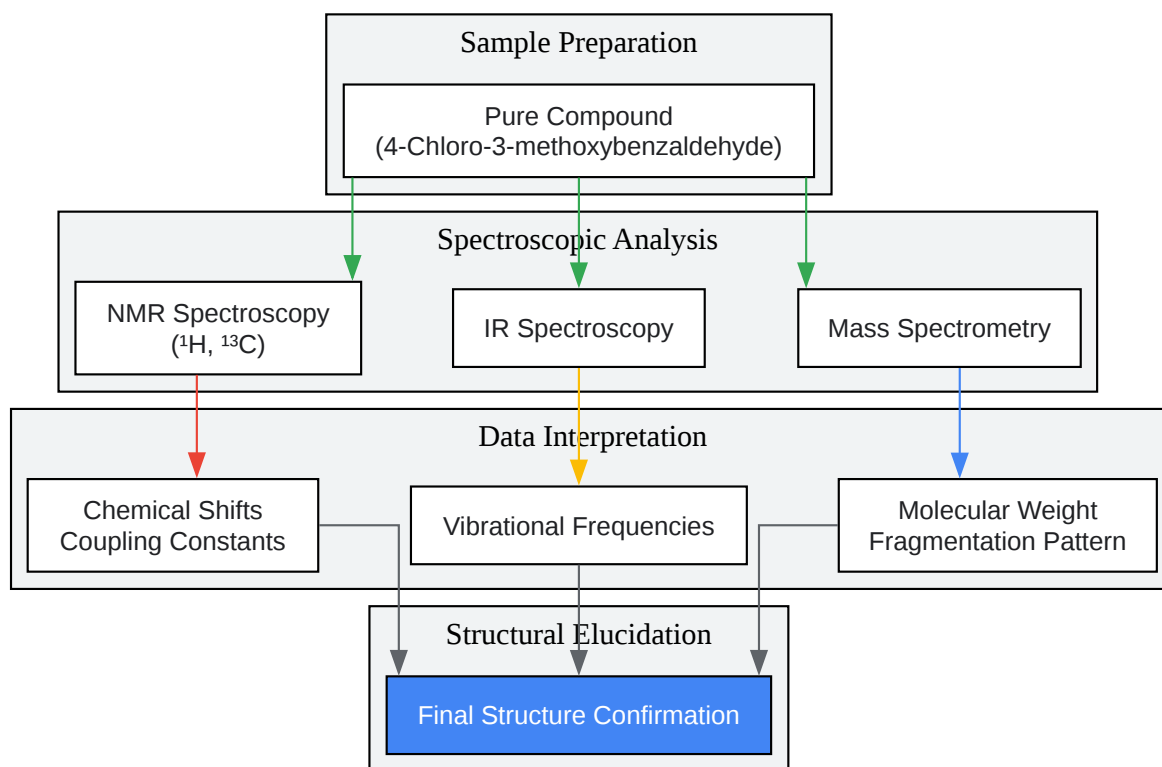 Sample Preparation
Pure Compound
(4-Chloro-3-methoxybenzaldehyde)
Spectroscopic Analysis
NMR Spectroscopy
(¹H, ¹³C)
IR Spectroscopy
Mass Spectrometry
Data Interpretation
Chemical Shifts
Coupling Constants
Vibrational Frequencies
Molecular Weight
Fragmentation Pattern
Structural Elucidation
Final Structure Confirmation